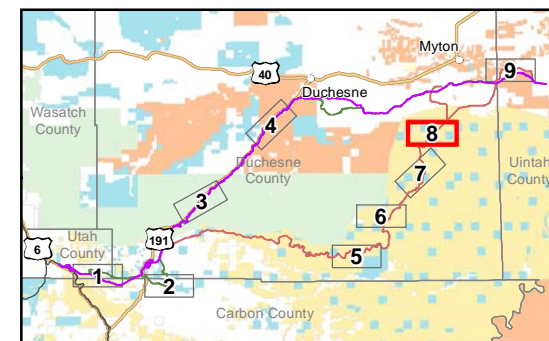 Myton
40
9
Duchesne
Wasatch
County
4
8
Duchesne
County
7
Uintah
County
3
6
191
6
Utah
County
5
1
2
Carbon County